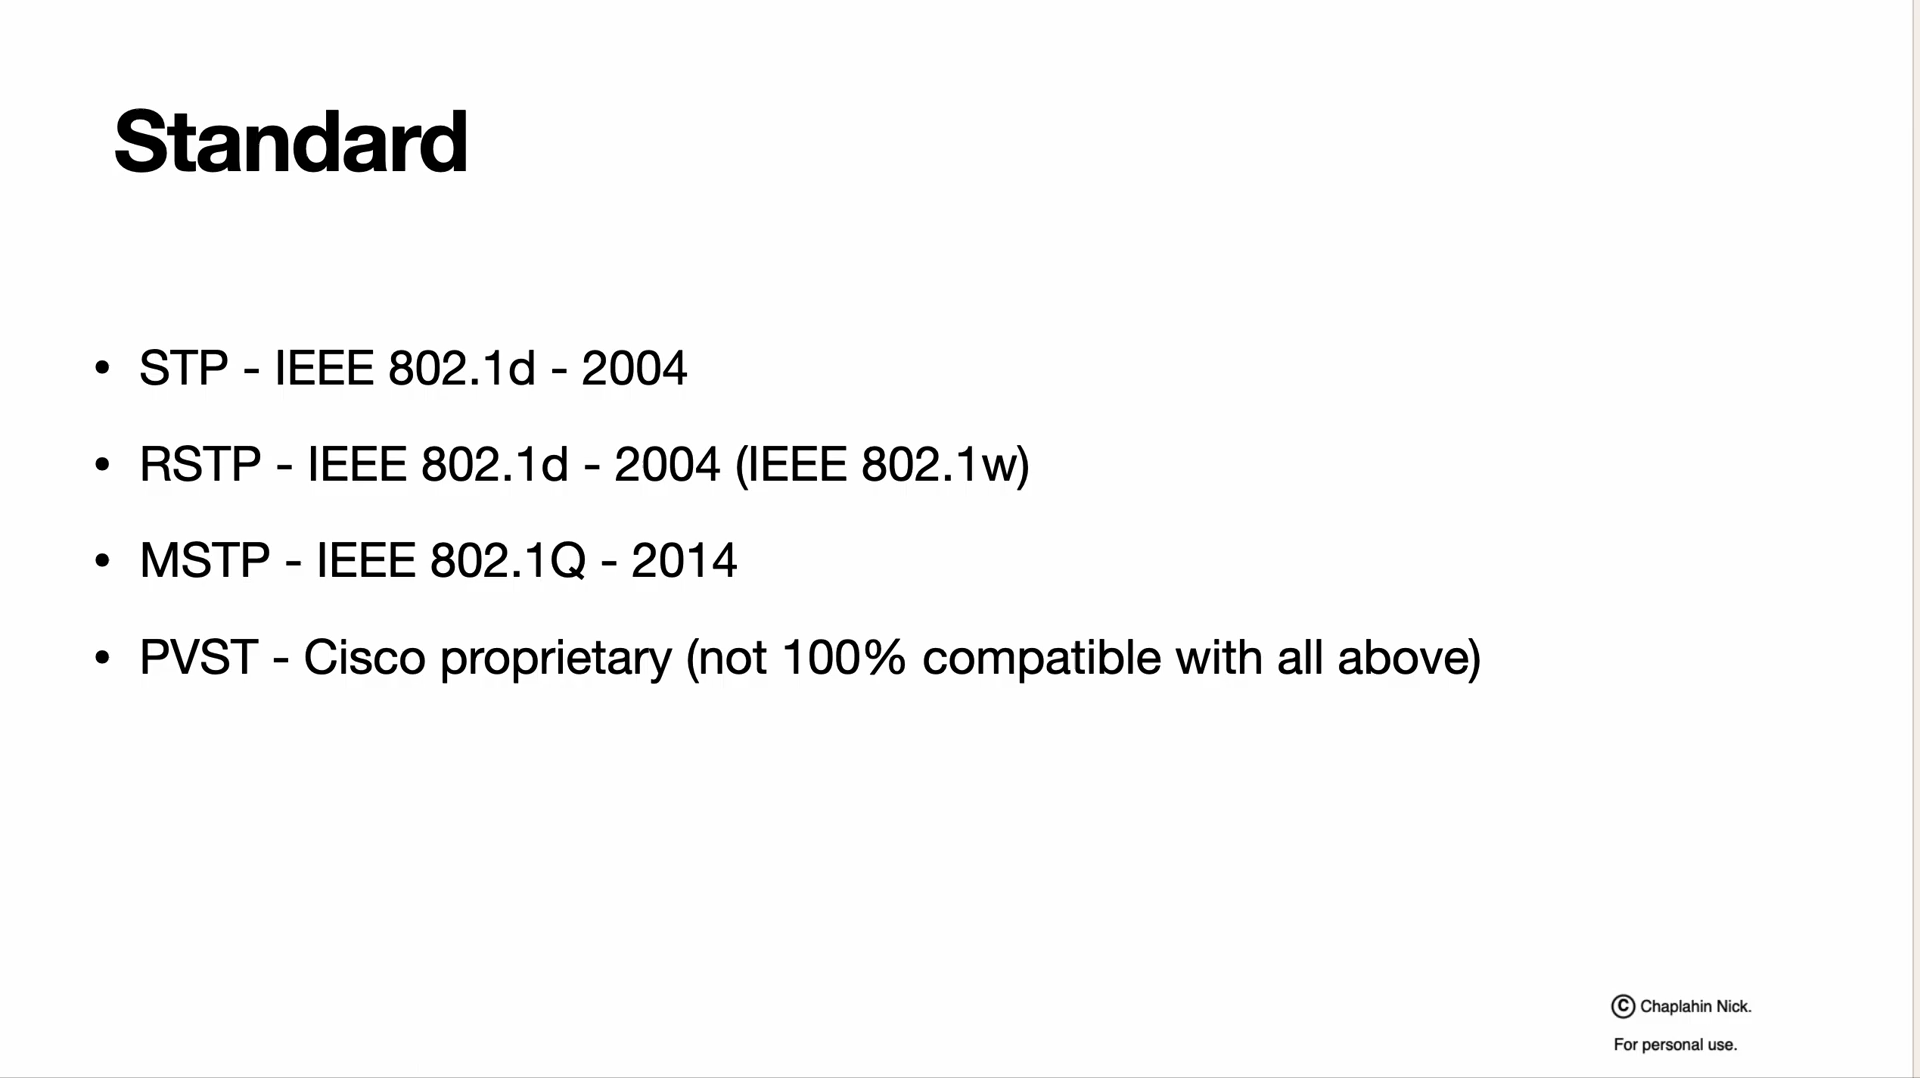 Standard
• STP - IEEE 802.1d - 2004
• RSTP - IEEE 802.1d - 2004 (IEEE 802.1w)
• MSTP - IEEE 802.1Q - 2014
• PVST - Cisco proprietary (not 100% compatible with all above)
© Chaplahin Nick.
For personal use.